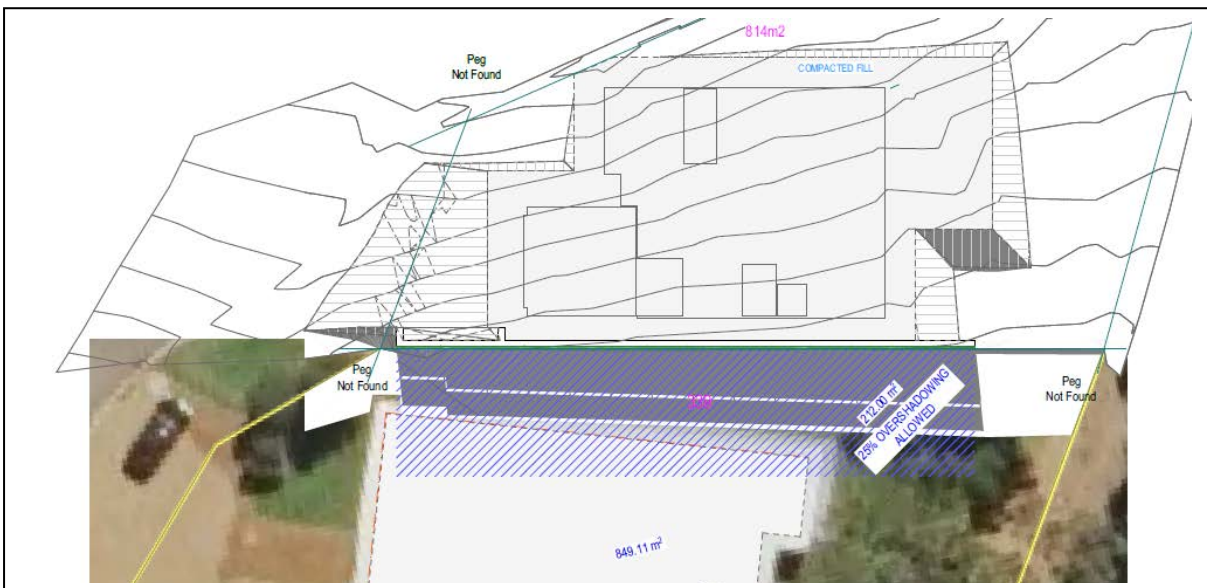 814m2
Peg
Not Found
COMPACTED FILL
Peg
Not Found
212.00 m²
25% OVERSHADOWING
ALLOWED
Peg
Not Found
849.11 m²